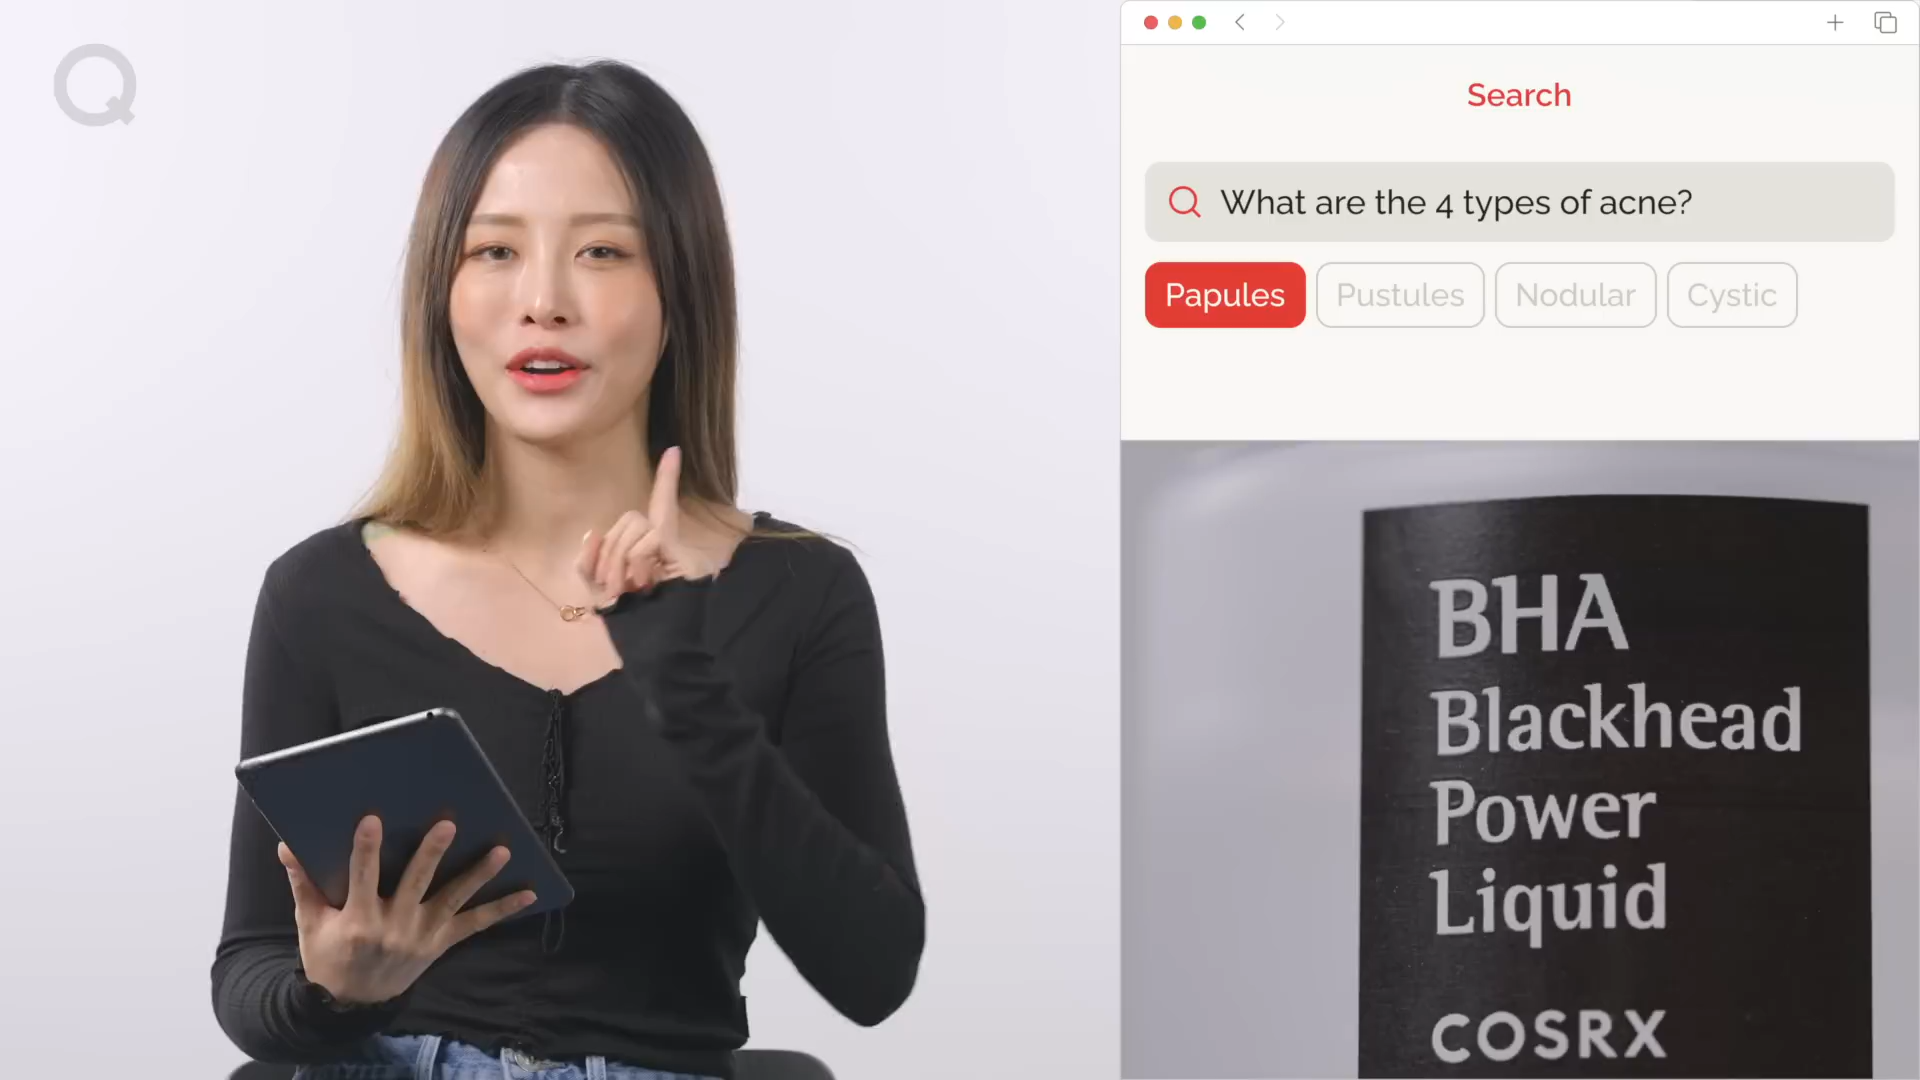 Q
Search
What are the 4 types of acne?
Papules Pustules Nodular Cystic
BHA
Blackhead
Power
Liquid
COSRX